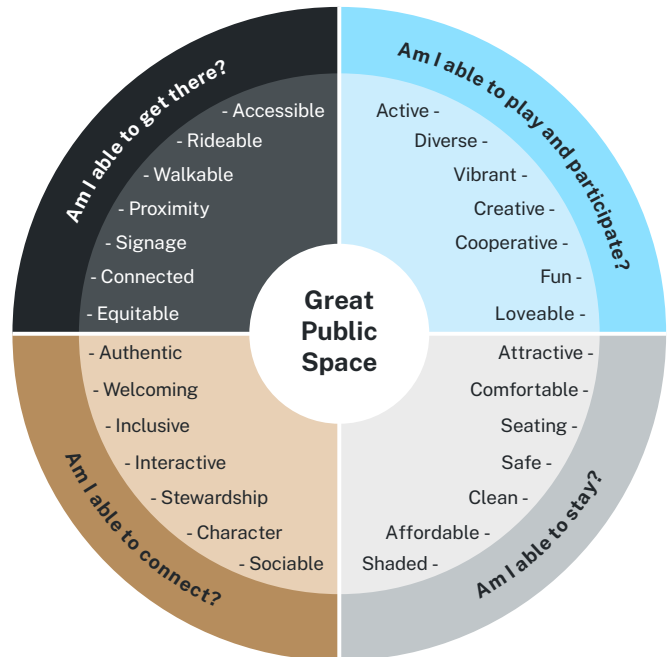 Am I able to get there?
- Accessible
- Rideable
- Walkable
- Proximity
- Signage
- Connected
- Equitable
Am I able to play and participate?
Active -
Diverse -
Vibrant -
Creative -
Cooperative -
Fun -
Loveable -
Great
Public
Space
- Authentic
- Welcoming
- Inclusive
- Interactive
- Stewardship
- Character
- Sociable
Am I able to connect?
Attractive -
Comfortable -
Seating -
Safe -
Clean -
Affordable -
Shaded -
Am I able to stay?